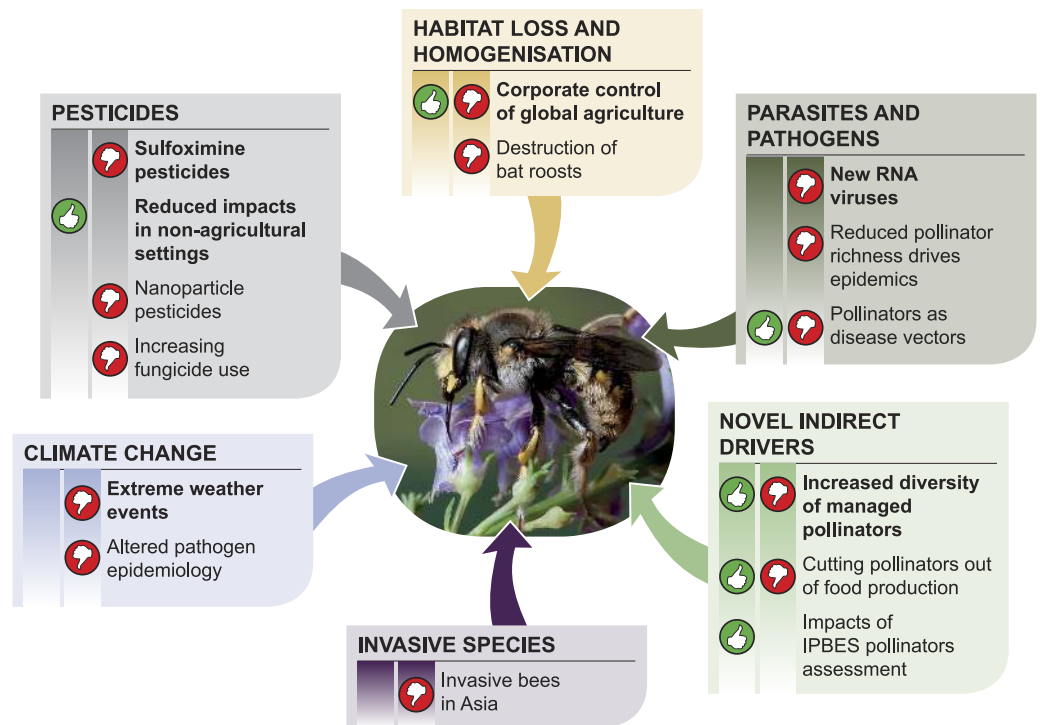 HABITAT LOSS AND
HOMOGENISATION
Corporate control
of global agriculture
Destruction of
bat roosts
PESTICIDES
Sulfoximine
pesticides
Reduced impacts
in non-agricultural
settings
Nanoparticle
pesticides
Increasing
fungicide use
PARASITES AND
PATHOGENS
New RNA
viruses
Reduced pollinator
richness drives
epidemics
Pollinators as
disease vectors
CLIMATE CHANGE
Extreme weather
events
Altered pathogen
epidemiology
NOVEL INDIRECT
DRIVERS
Increased diversity
of managed
pollinators
Cutting pollinators out
of food production
Impacts of
IPBES pollinators
assessment
INVASIVE SPECIES
Invasive bees
in Asia